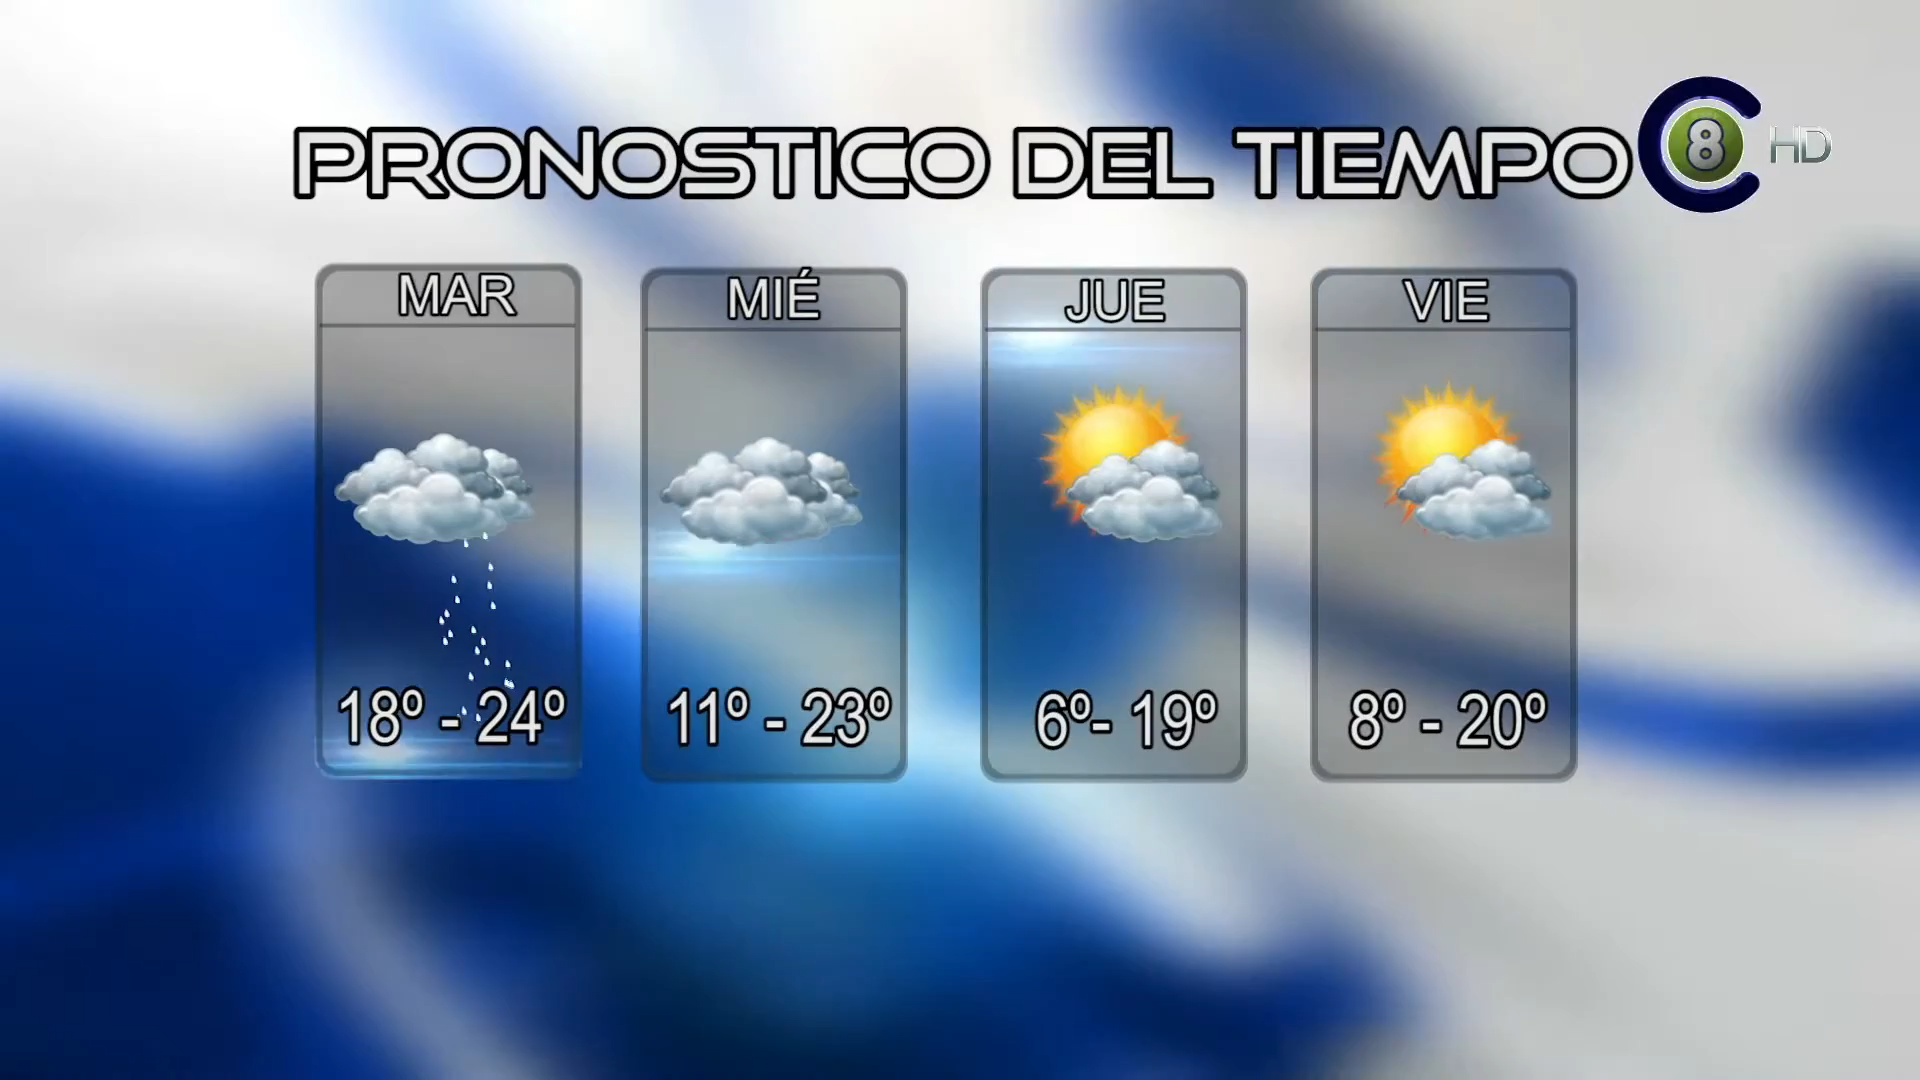 PRONOSTICO DEL TIEMPO
8 HD
MAR
MIÉ
JUE
VIE
18º - 24º
11º - 23º
6º- 19º
8º - 20º